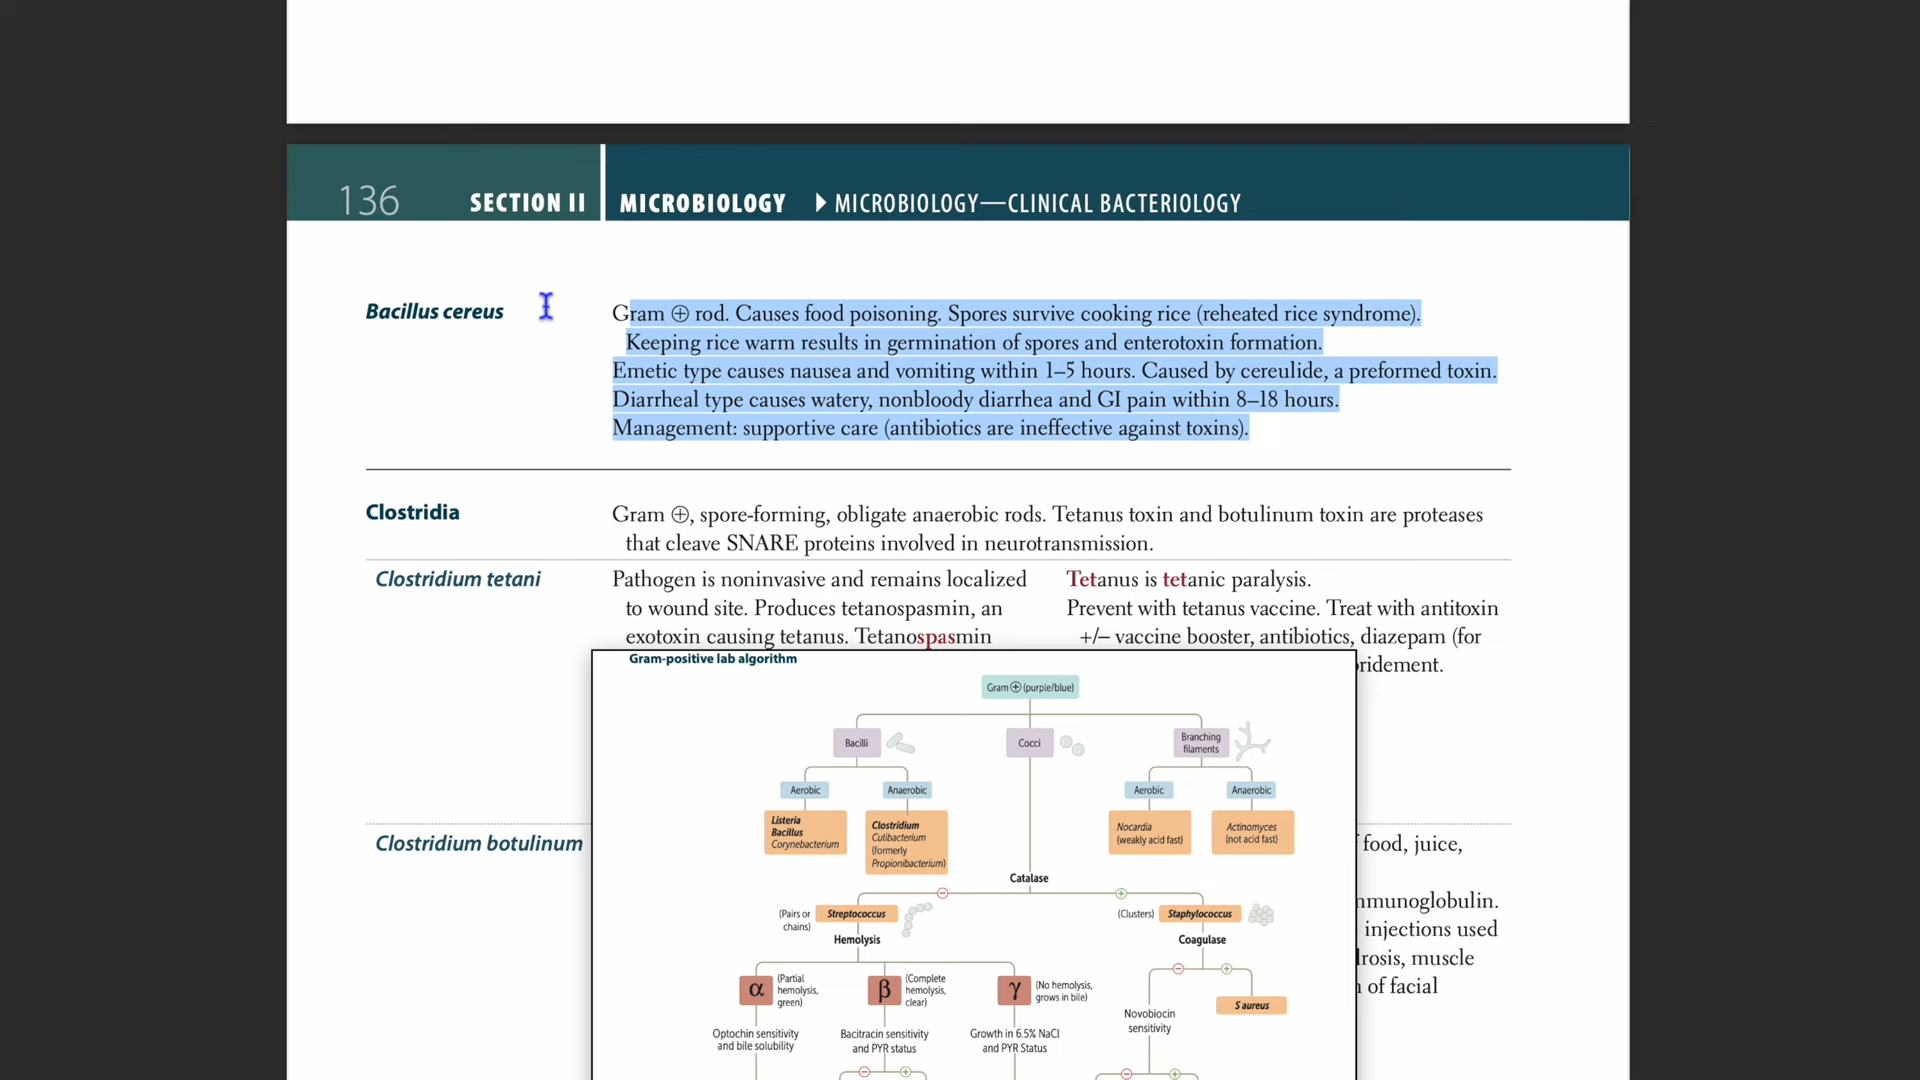 136 SECTION II MICROBIOLOGY ▶ MICROBIOLOGY—CLINICAL BACTERIOLOGY
Bacillus cereus
Gram ⊕ rod. Causes food poisoning. Spores survive cooking rice (reheated rice syndrome).
Keeping rice warm results in germination of spores and enterotoxin formation.
Emetic type causes nausea and vomiting within 1–5 hours. Caused by cereulide, a preformed toxin.
Diarrheal type causes watery, nonbloody diarrhea and GI pain within 8–18 hours.
Management: supportive care (antibiotics are ineffective against toxins).
Clostridia
Gram ⊕, spore-forming, obligate anaerobic rods. Tetanus toxin and botulinum toxin are proteases
that cleave SNARE proteins involved in neurotransmission.
Clostridium tetani
Pathogen is noninvasive and remains localized
to wound site. Produces tetanospasmin, an
exotoxin causing tetanus. Tetanospasmin
Tetanus is tetanic paralysis.
Prevent with tetanus vaccine. Treat with antitoxin
+/– vaccine booster, antibiotics, diazepam (for
ridement.
Clostridium botulinum
food, juice,
munoglobulin.
injections used
drosis, muscle
of facial
Gram-positive lab algorithm
Gram ⊕ (purple/blue)
Bacilli
Cocci
Branching
filaments
Aerobic
Anaerobic
Aerobic
Anaerobic
Listeria
Bacillus
Corynebacterium
Clostridium
Cutibacterium
(formerly
Propionibacterium)
Nocardia
(weakly acid fast)
Actinomyces
(not acid fast)
Catalase
(Pairs or
chains)
Streptococcus
(Clusters)
Staphylococcus
Hemolysis
Coagulase
α
(Partial
hemolysis,
green)
β
(Complete
hemolysis,
clear)
γ
(No hemolysis,
grows in bile)
S aureus
Novobiocin
sensitivity
Optochin sensitivity
and bile solubility
Bacitracin sensitivity
and PYR status
Growth in 6.5% NaCl
and PYR Status